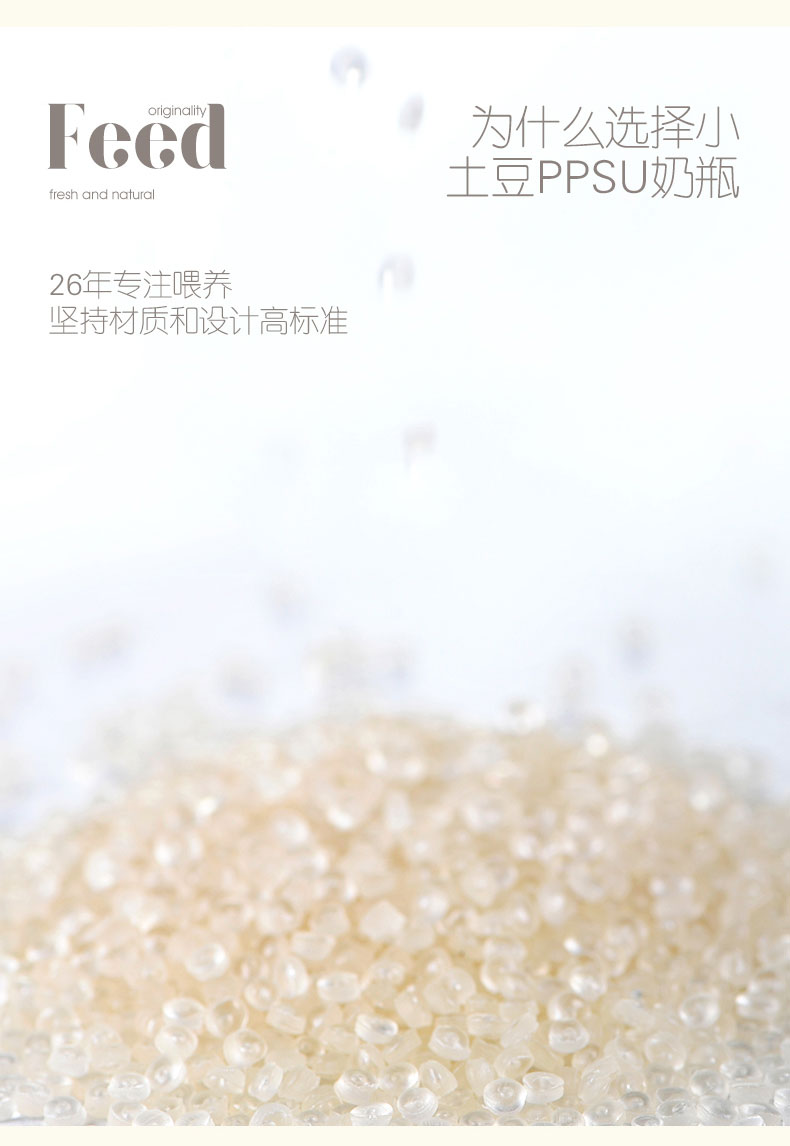 originality
Feed
fresh and natural
为什么选择小
土豆PPSU奶瓶
26年专注喂养
坚持材质和设计高标准